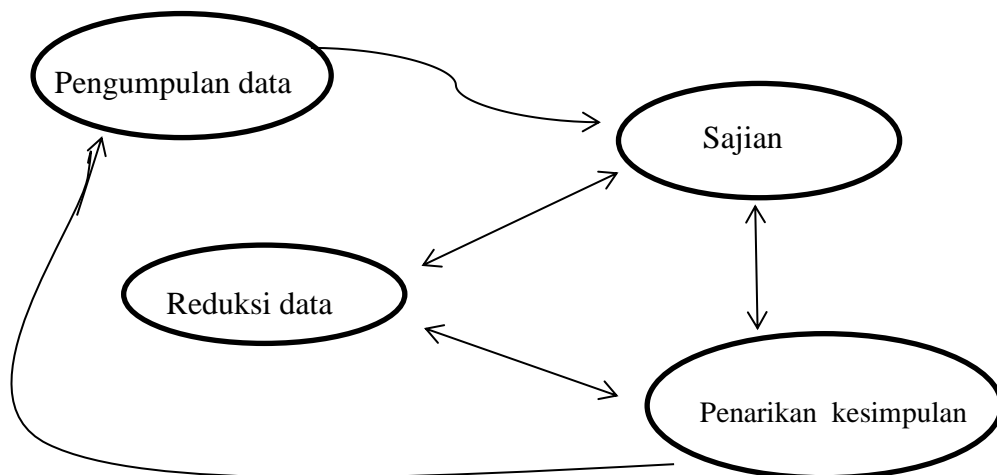 Pengumpulan data
Sajian
Reduksi data
Penarikan kesimpulan